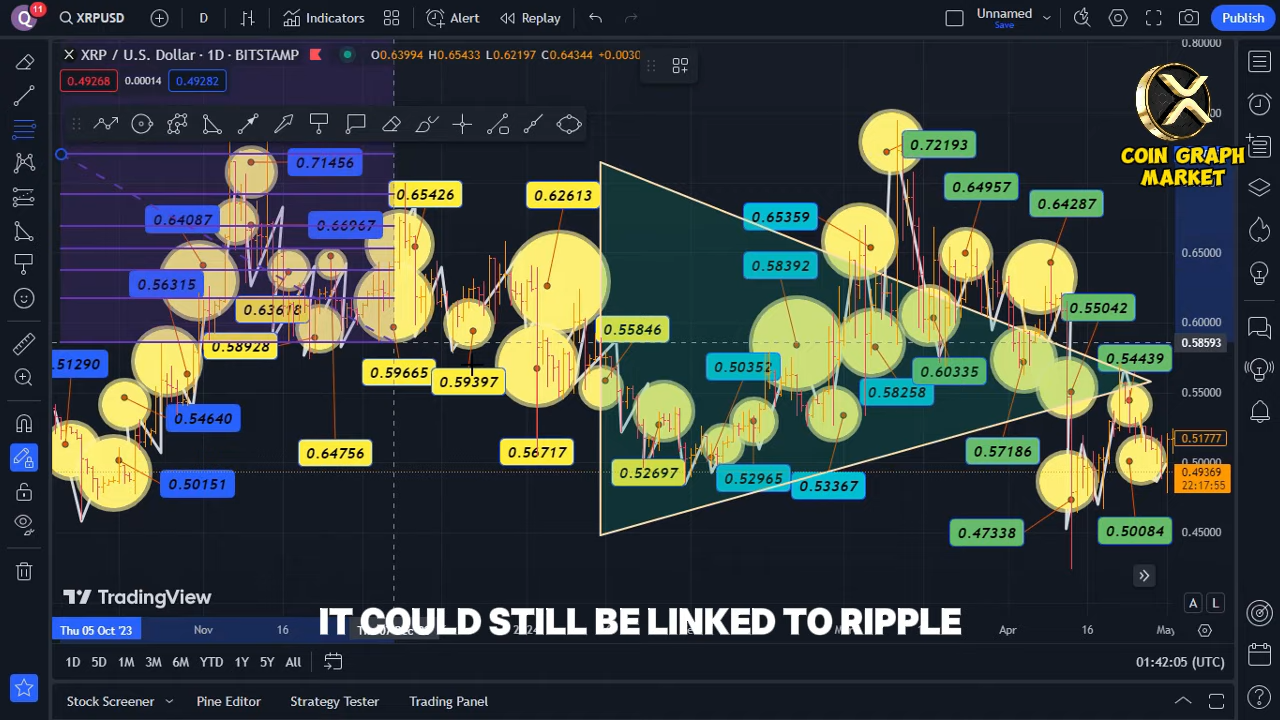 Q
11
XRPUSD
D
Indicators
Alert
Replay
Unnamed
Save
Publish
XRP / U.S. Dollar · 1D · BITSTAMP
O0.63994 H0.65433 L0.62197 C0.64344 +0.0030
0.49268
0.00014
0.49282
0.80000
COIN GRAPH
MARKET
0.71456
0.72193
0.65426
0.62613
0.64957
0.64087
0.66967
0.65359
0.64287
0.65000
0.58392
0.56315
0.63618
0.55042
0.60000
0.55846
0.58593
0.58928
0.54439
0.51290
0.59665
0.59397
0.50352
0.60335
0.58258
0.55000
0.54640
0.51777
0.64756
0.56717
0.57186
0.50000
0.52697
0.52965
0.53367
0.49369
22:17:55
0.50151
0.47338
0.50084
0.45000
TradingView
A
L
IT COULD STILL BE LINKED TO RIPPLE
Thu 05 Oct '23
Nov
16
Apr
16
May
1D
5D
1M
3M
6M
YTD
1Y
5Y
All
01:42:05 (UTC)
Stock Screener
Pine Editor
Strategy Tester
Trading Panel